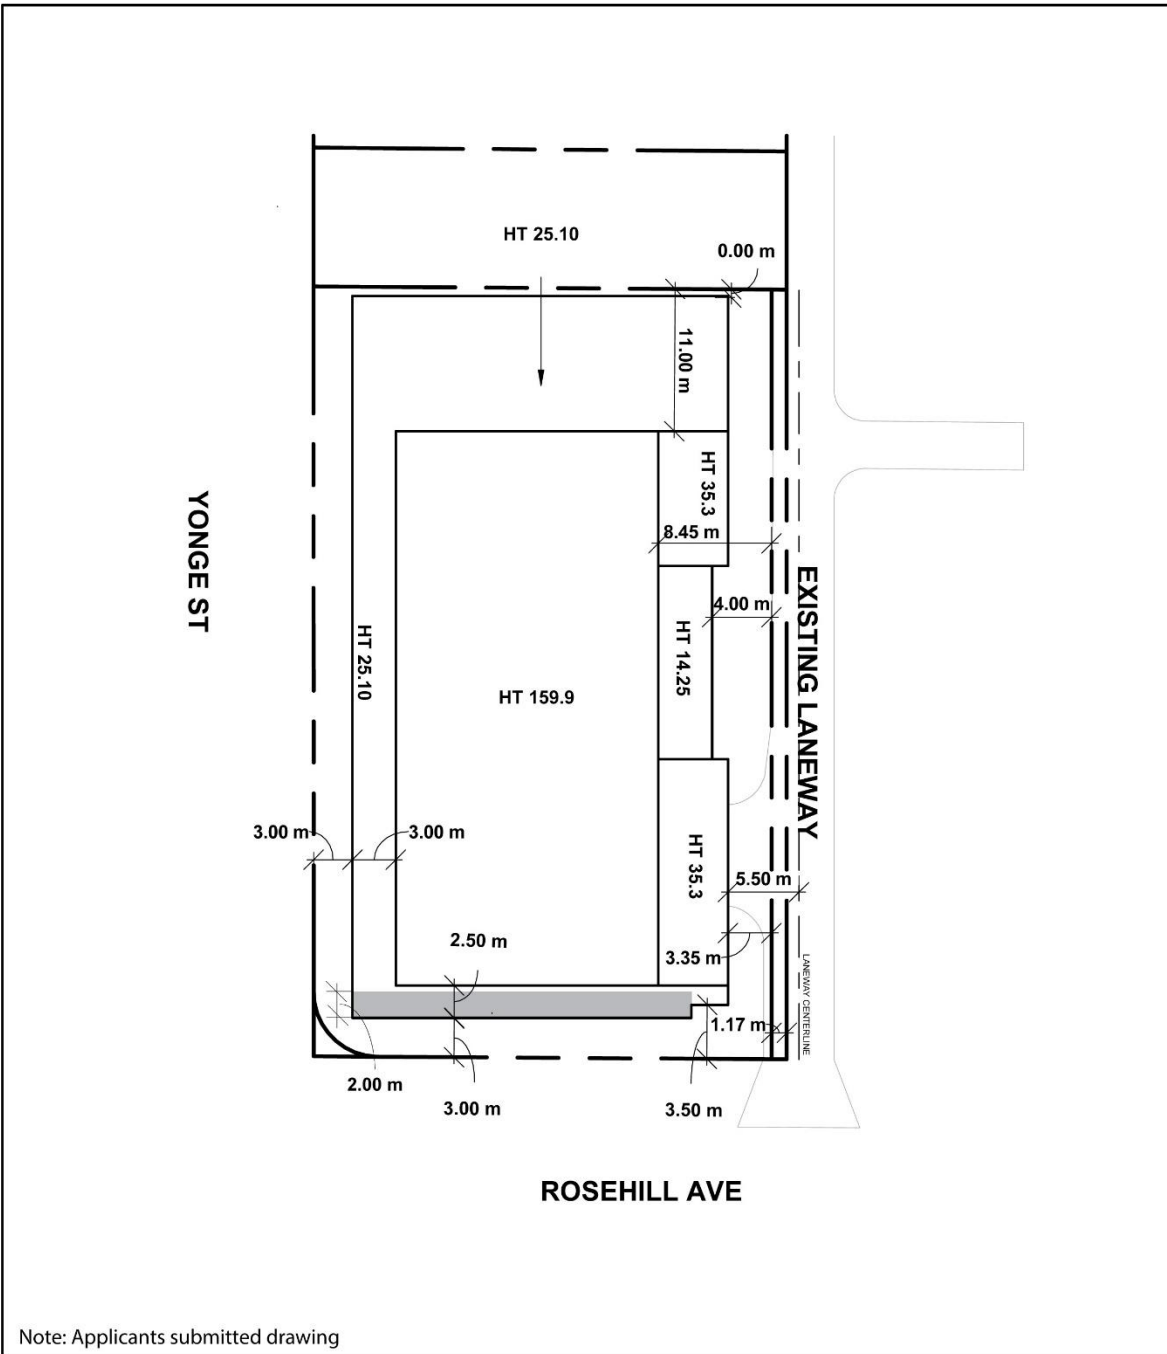 HT 25.10
0.00 m
11.00 m
HT 35.3
8.45 m
YONGE ST
EXISTING LANEWAY
4.00 m
HT 25.10
HT 14.25
HT 159.9
3.00 m
3.00 m
HT 35.3
5.50 m
2.50 m
3.35 m
LANEWAY CENTERLINE
1.17 m
2.00 m
3.00 m
3.50 m
ROSEHILL AVE
Note: Applicants submitted drawing